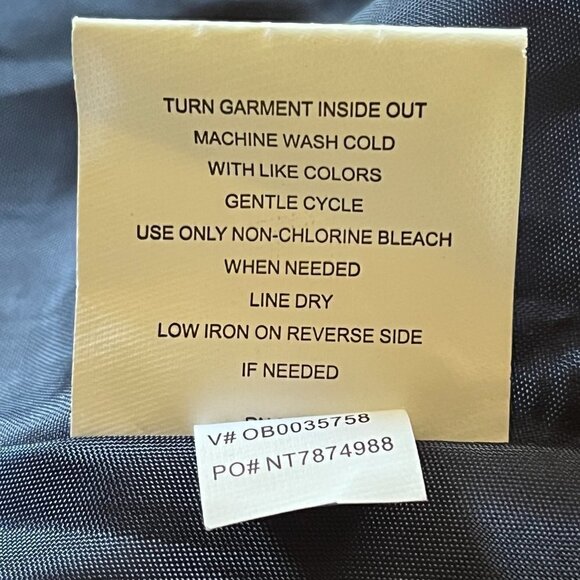 TURN GARMENT INSIDE OUT
MACHINE WASH COLD
WITH LIKE COLORS
GENTLE CYCLE
USE ONLY NON-CHLORINE BLEACH
WHEN NEEDED
LINE DRY
LOW IRON ON REVERSE SIDE
IF NEEDED
V# OB0035758
PO# NT7874988